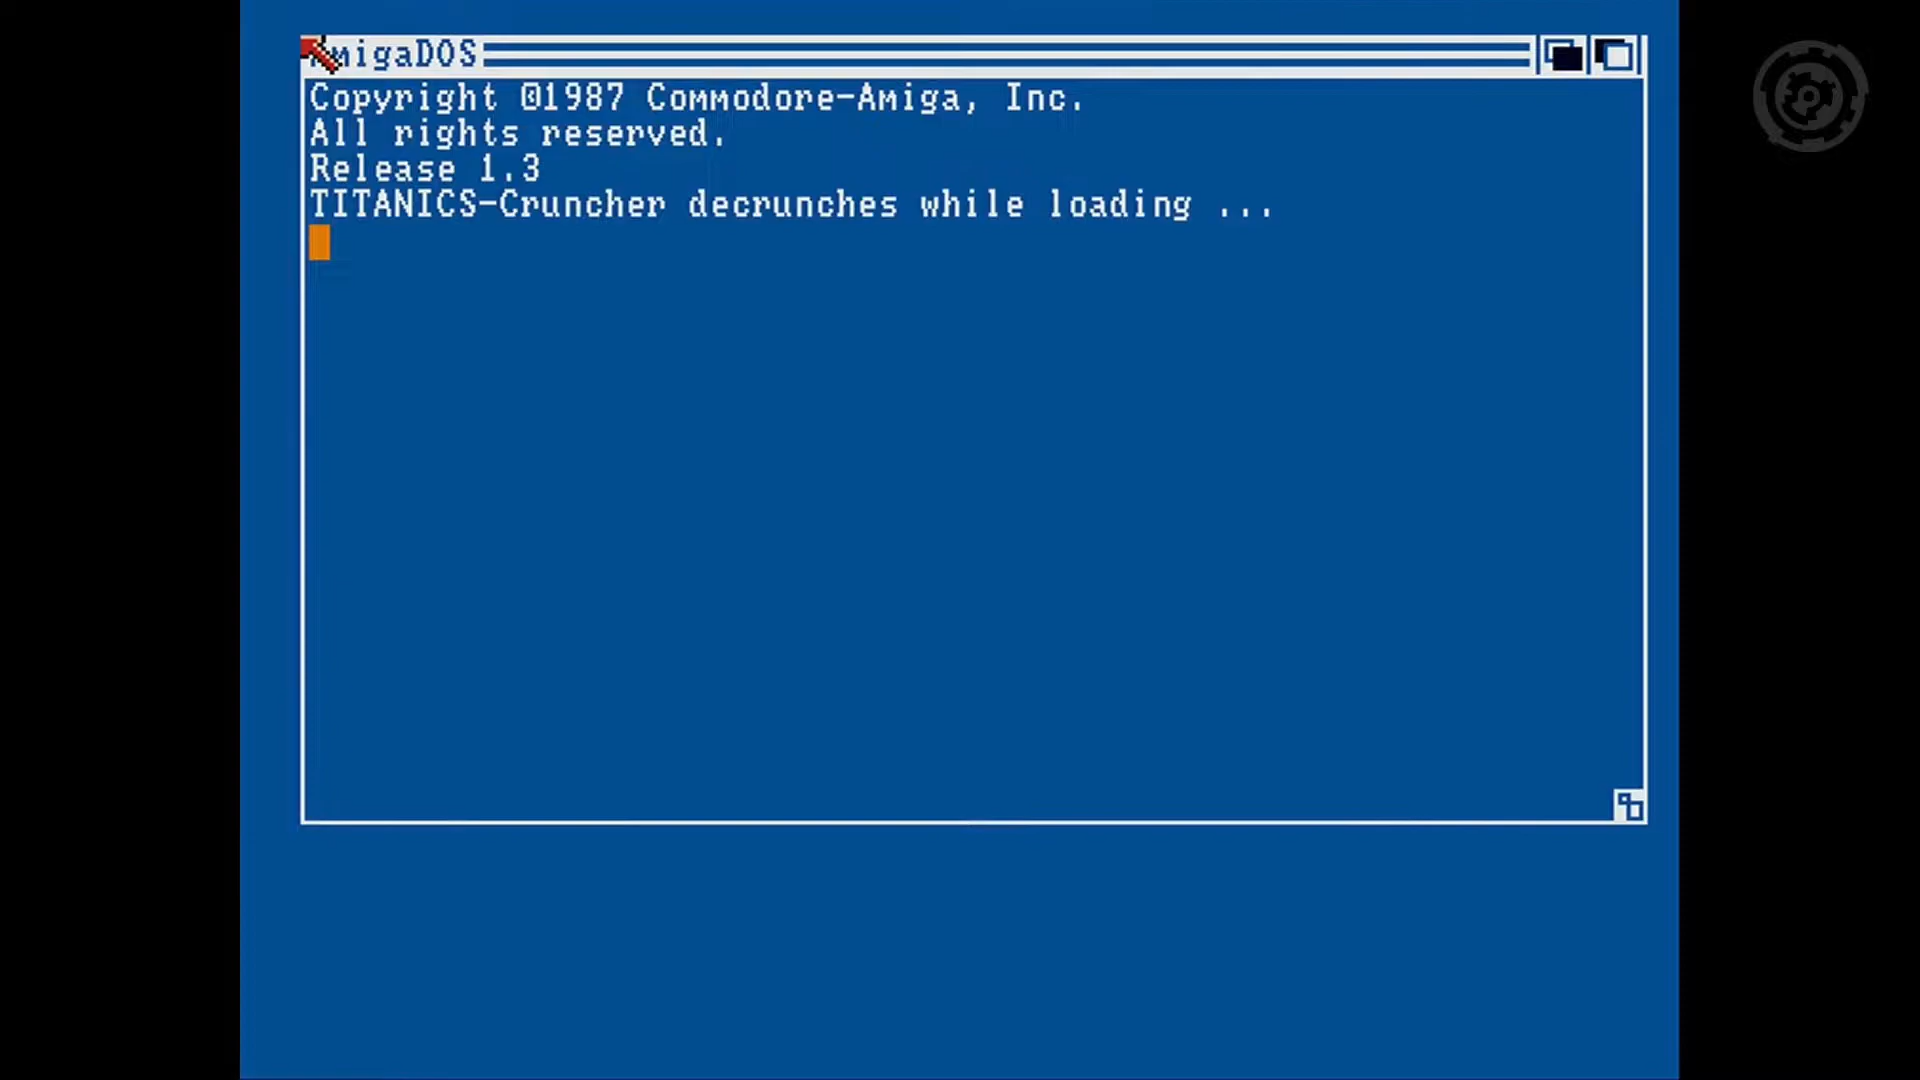 AmigaDOS
Copyright ©1987 Commodore-Amiga, Inc.
All rights reserved.
Release 1.3
TITANICS-Cruncher decrunches while loading ...